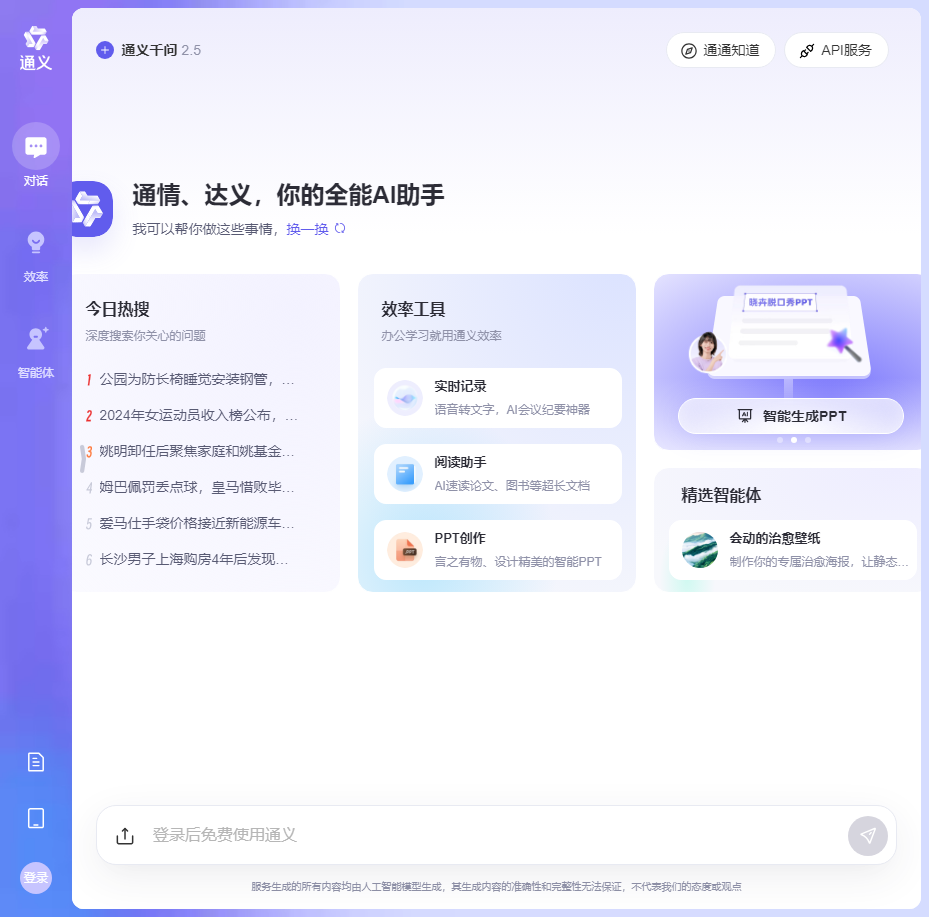 通义
通义千问 2.5
通通知道
API服务
对话
效率
智能体
通情、达义，你的全能AI助手
我可以帮你做这些事情，换一换
今日热搜
深度搜索你关心的问题
1 公园为防长椅睡觉安装钢管，...
2 2024年女运动员收入榜公布，...
3 姚明卸任后聚焦家庭和姚基金...
4 姆巴佩罚丢点球，皇马惜败毕...
5 爱马仕手袋价格接近新能源车...
6 长沙男子上海购房4年后发现...
效率工具
办公学习就用通义效率
实时记录
语音转文字，AI会议纪要神器
阅读助手
AI速读论文、图书等超长文档
PPT创作
言之有物、设计精美的智能PPT
晓卉脱口秀PPT
智能生成PPT
精选智能体
会动的治愈壁纸
制作你的专属治愈海报，让静态...
登录后免费使用通义
登录
服务生成的所有内容均由人工智能模型生成，其生成内容的准确性和完整性无法保证，不代表我们的态度或观点